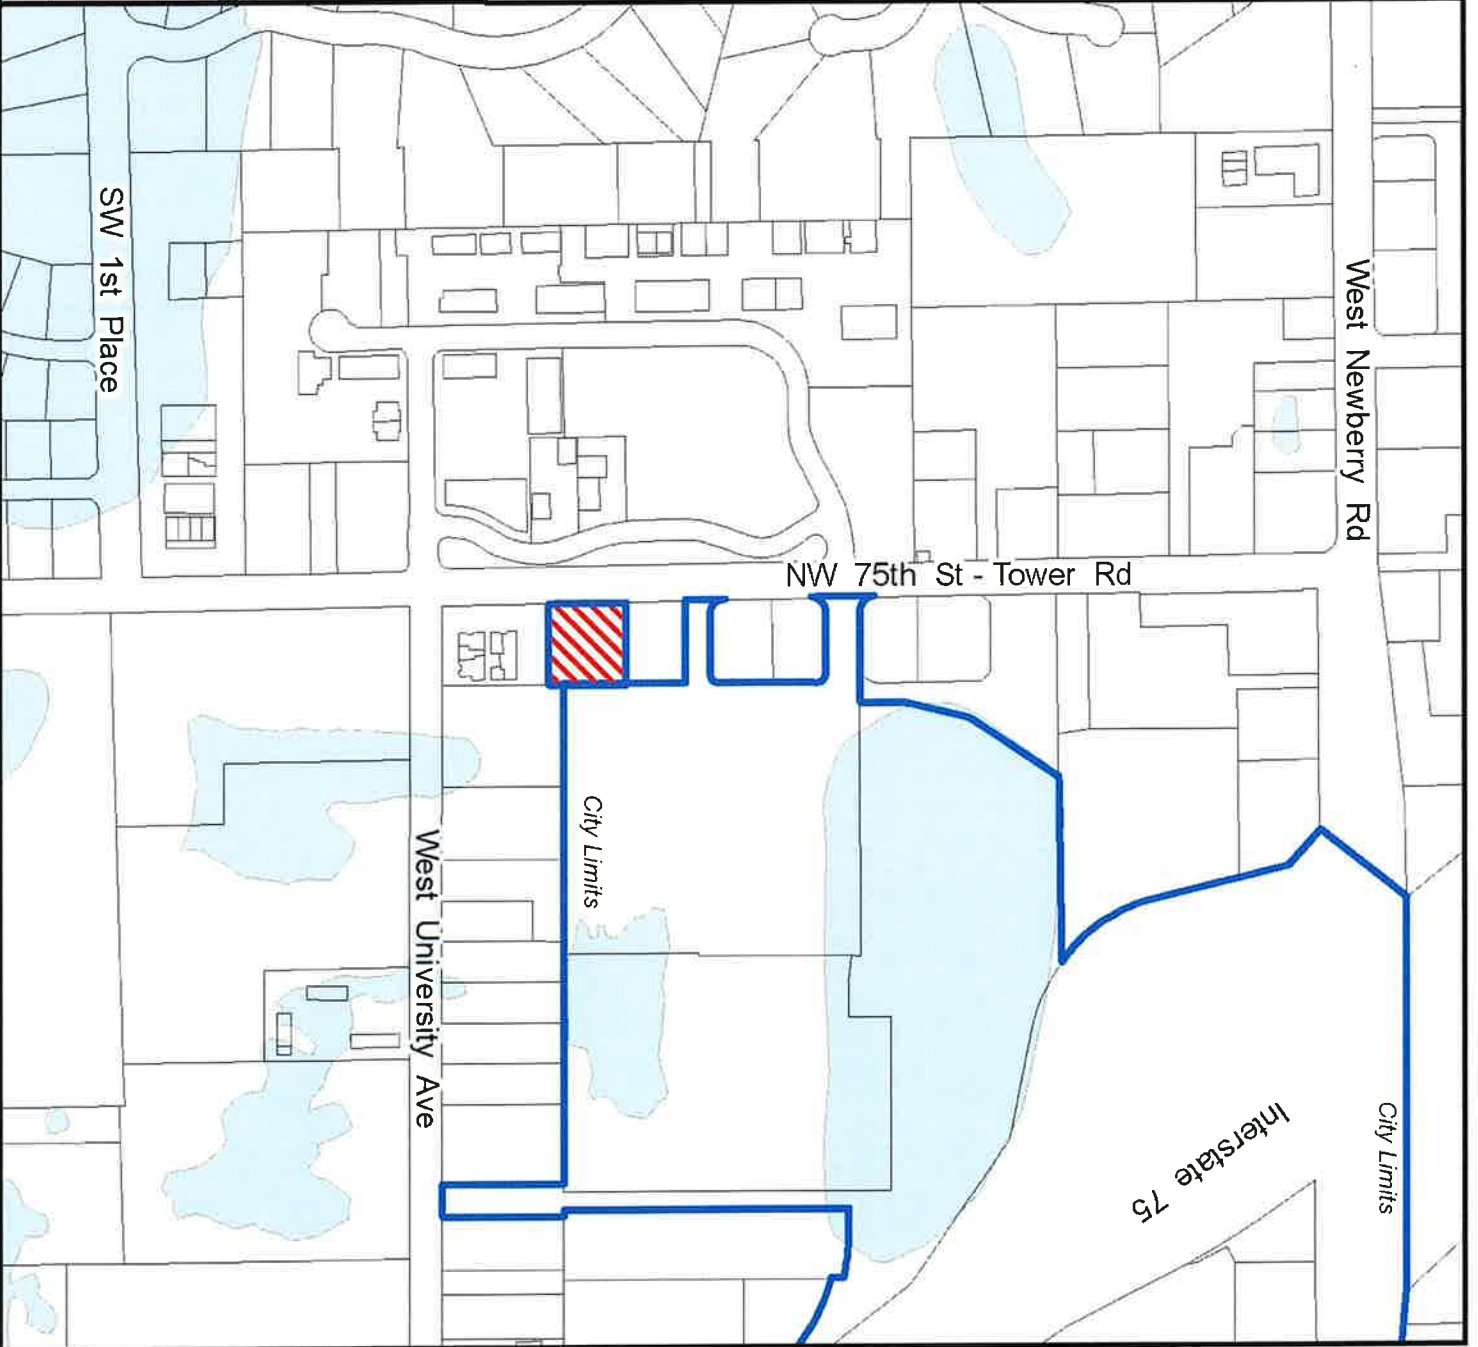 SW 1st Place
West Newberry Rd
NW 75th St - Tower Rd
City Limits
West University Ave
Interstate 75
City Limits